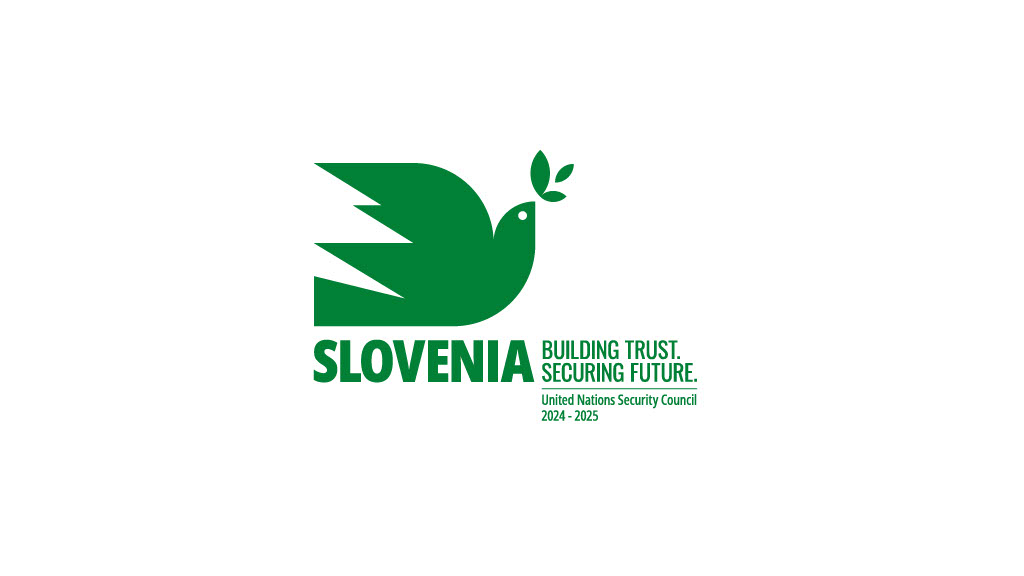 SLOVENIA
BUILDING TRUST.
SECURING FUTURE.
United Nations Security Council
2024 - 2025